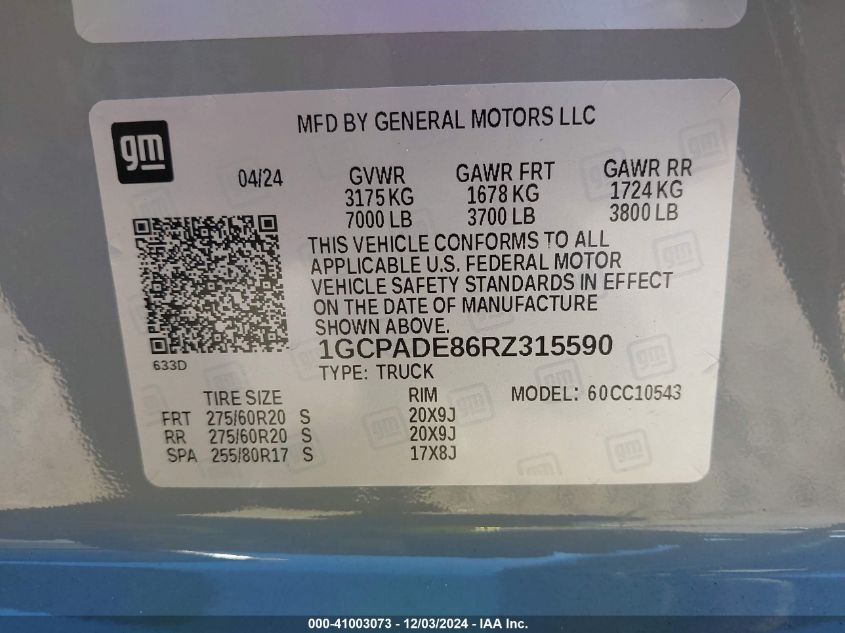 MFD BY GENERAL MOTORS LLC
gm
04/24 GVWR GAWR FRT GAWR RR
3175 KG 1678 KG 1724 KG
7000 LB 3700 LB 3800 LB
THIS VEHICLE CONFORMS TO ALL
APPLICABLE U.S. FEDERAL MOTOR
VEHICLE SAFETY STANDARDS IN EFFECT
ON THE DATE OF MANUFACTURE
SHOWN ABOVE.
1GCPADE86RZ315590
633D
TYPE: TRUCK
TIRE SIZE RIM MODEL: 60CC10543
FRT 275/60R20 S 20X9J
RR 275/60R20 S 20X9J
SPA 255/80R17 S 17X8J
000-41003073 - 12/03/2024 - IAA Inc.